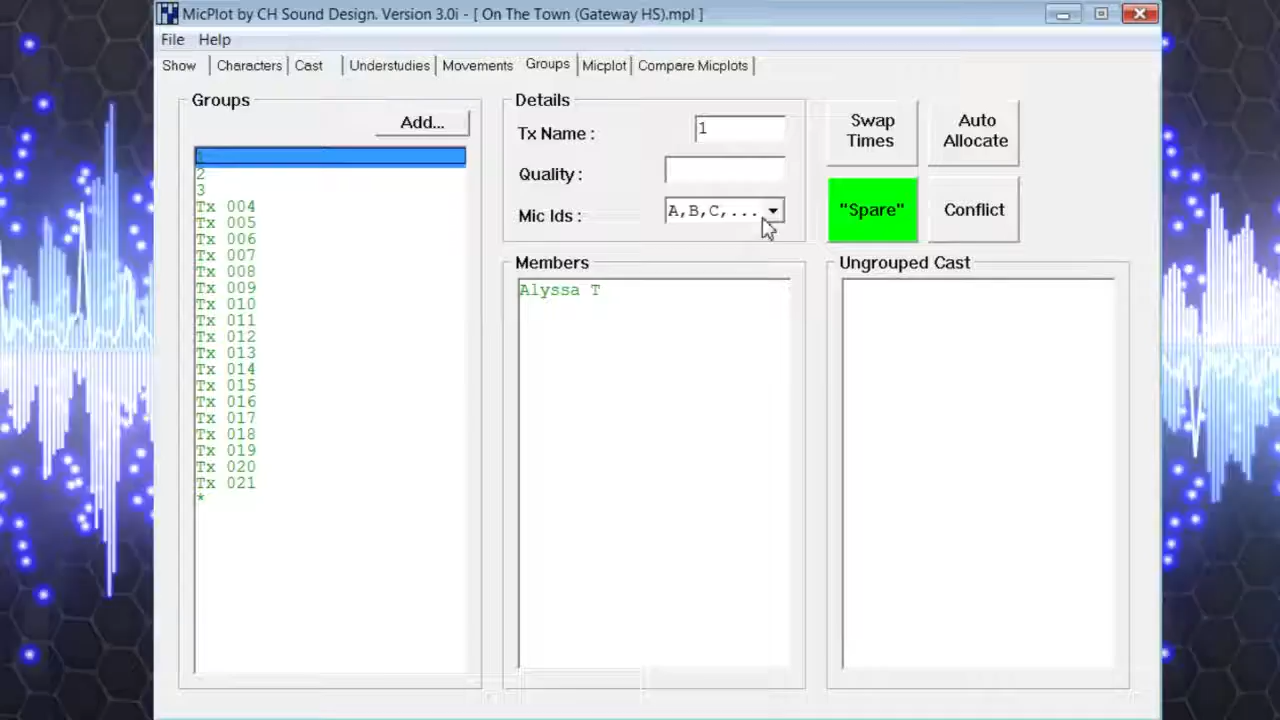 MicPlot by CH Sound Design. Version 3.0i - [ On The Town (Gateway HS).mpl ]
File Help
Show Characters Cast Understudies Movements Groups Micplot Compare Micplots
Groups
Add...
1
2
3
Tx 004
Tx 005
Tx 006
Tx 007
Tx 008
Tx 009
Tx 010
Tx 011
Tx 012
Tx 013
Tx 014
Tx 015
Tx 016
Tx 017
Tx 018
Tx 019
Tx 020
Tx 021
*
Details
Tx Name : 1
Quality :
Mic Ids : A,B,C,...
Swap
Times
Auto
Allocate
"Spare"
Conflict
Members
Alyssa T
Ungrouped Cast